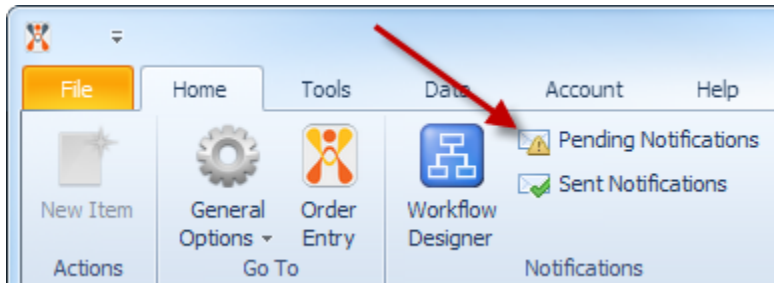 File Home Tools Data Account Help
Pending Notifications
Sent Notifications
New Item
General Options
Order Entry
Workflow Designer
Actions
Go To
Notifications